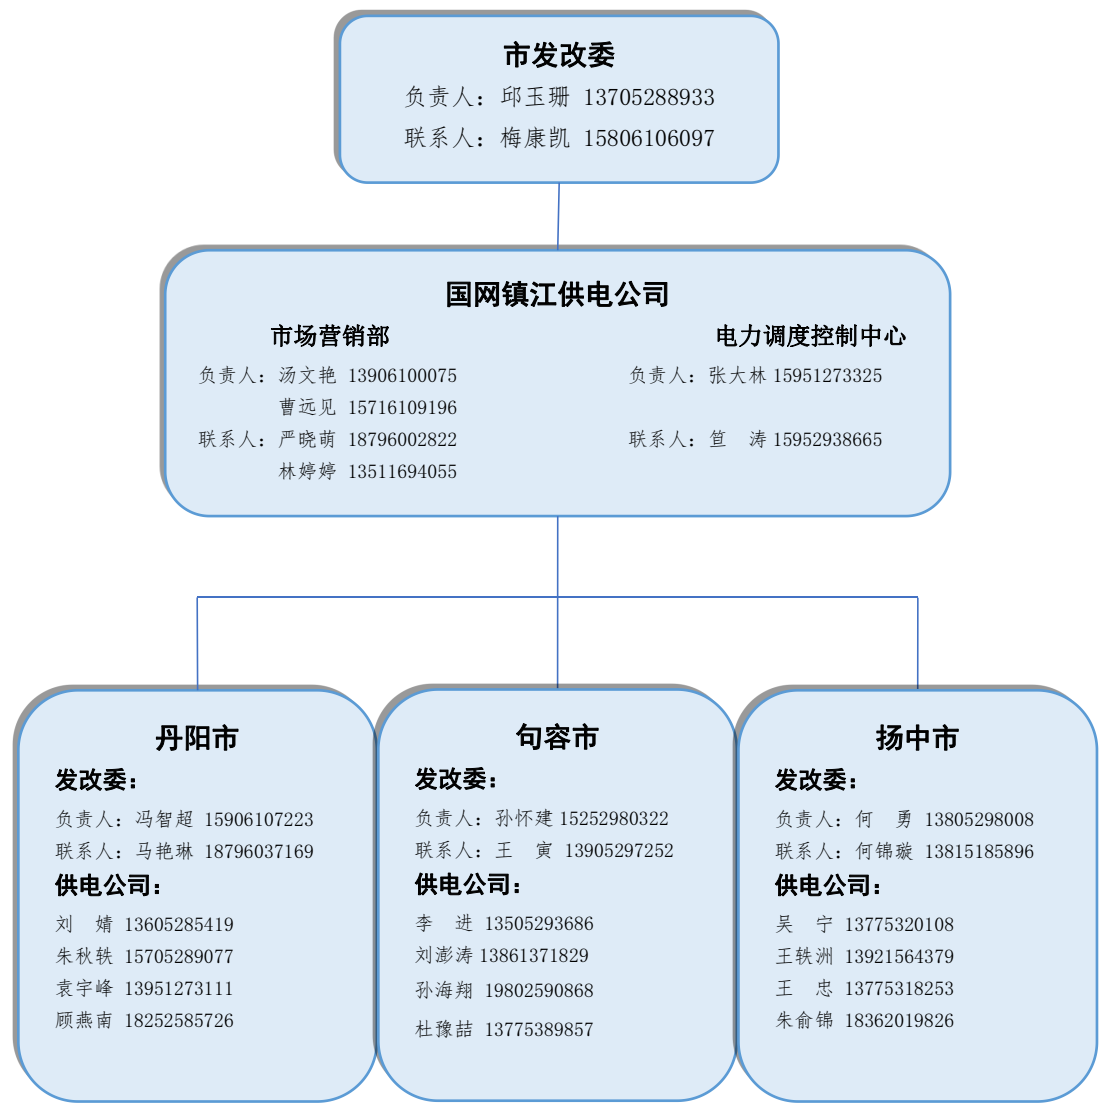 市发改委
负责人：邱玉珊 13705288933
联系人：梅康凯 15806106097
国网镇江供电公司
市场营销部
负责人：汤文艳 13906100075
曹远见 15716109196
联系人：严晓萌 18796002822
林婷婷 13511694055
电力调度控制中心
负责人：张大林 15951273325
联系人：笪　涛 15952938665
丹阳市
发改委：
负责人：冯智超 15906107223
联系人：马艳琳 18796037169
供电公司：
刘　婧 13605285419
朱秋轶 15705289077
袁宇峰 13951273111
顾燕南 18252585726
句容市
发改委：
负责人：孙怀建 15252980322
联系人：王　寅 13905297252
供电公司：
李　进 13505293686
刘澎涛 13861371829
孙海翔 19802590868
杜豫喆 13775389857
扬中市
发改委：
负责人：何　勇 13805298008
联系人：何锦璇 13815185896
供电公司：
吴　宁 13775320108
王轶洲 13921564379
王　忠 13775318253
朱俞锦 18362019826